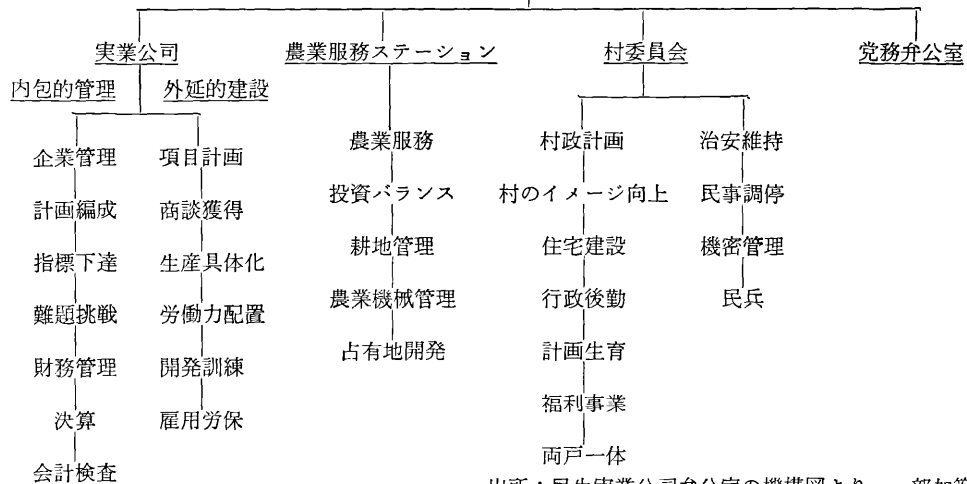 実業公司 農業服務ステーション 村委員会 党務弁公室
内包的管理 外延的建設
企業管理
計画編成
指標下達
難題挑戦
財務管理
決算
会計検査
項目計画
商談獲得
生産具体化
労働力配置
開発訓練
雇用労保
農業服務
投資バランス
耕地管理
農業機械管理
占有地開発
村政計画
村のイメージ向上
住宅建設
行政後勤
計画生育
福利事業
両戸一体
治安維持
民事調停
機密管理
民兵